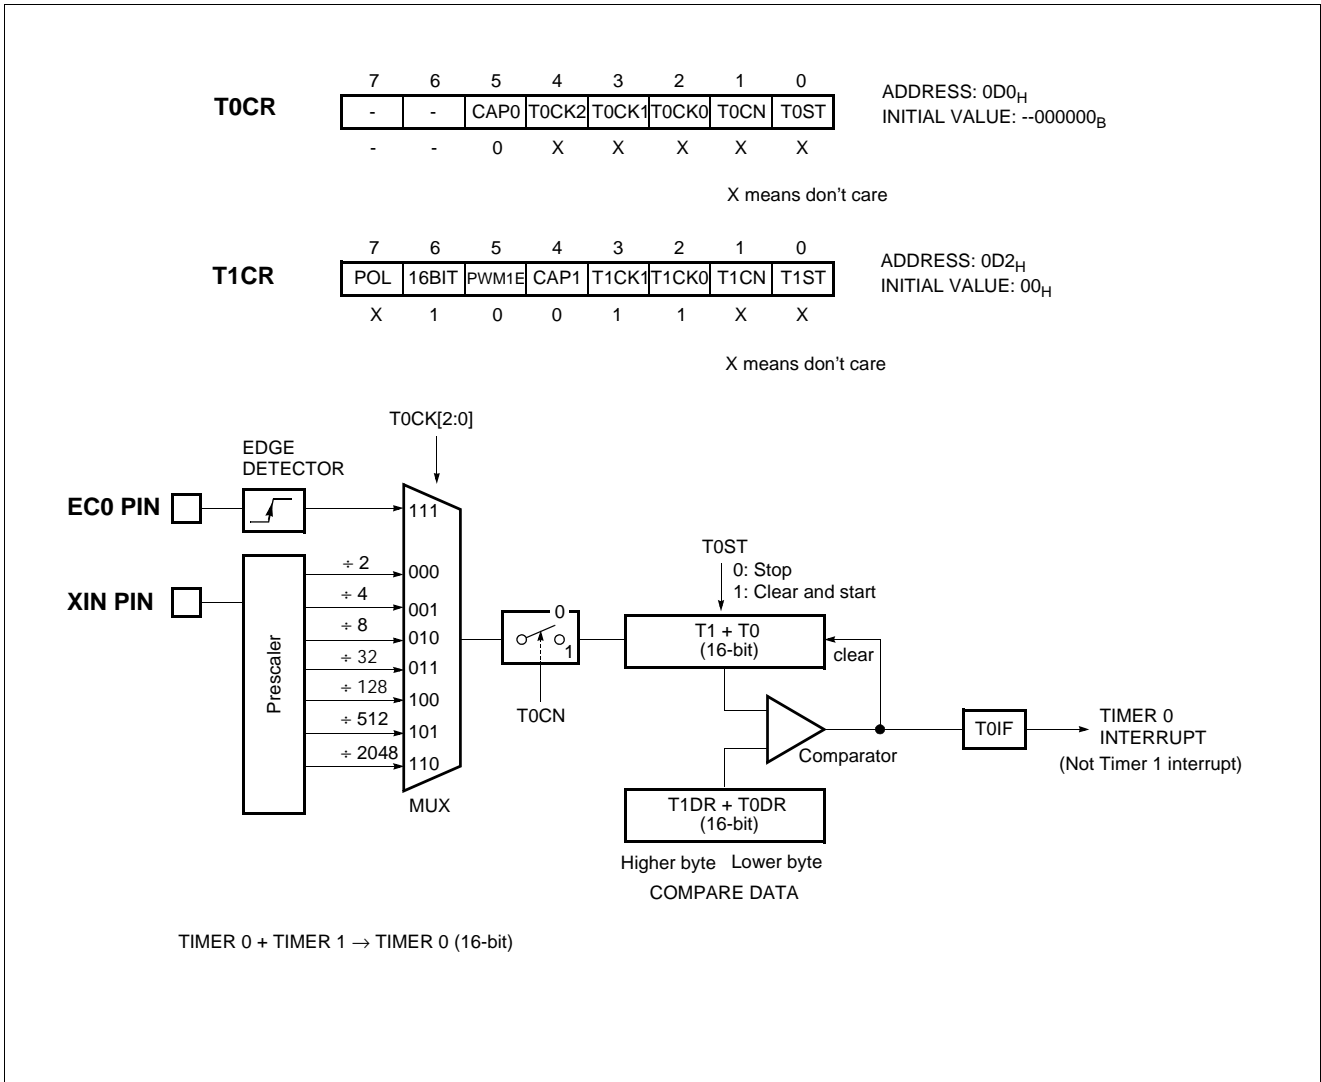 7 6 5 4 3 2 1 0
T0CR
- - CAP0 T0CK2 T0CK1 T0CK0 T0CN T0ST
- - 0 X X X X X
ADDRESS: 0D0H
INITIAL VALUE: --000000B
X means don't care
7 6 5 4 3 2 1 0
T1CR
POL 16BIT PWM1E CAP1 T1CK1 T1CK0 T1CN T1ST
X 1 0 0 1 1 X X
ADDRESS: 0D2H
INITIAL VALUE: 00H
X means don't care
T0CK[2:0]
EDGE
DETECTOR
EC0 PIN
111
XIN PIN
Prescaler
÷ 2
000
÷ 4
001
÷ 8
010
÷ 32
011
÷ 128
100
÷ 512
101
÷ 2048
110
MUX
0
1
T0CN
T0ST
0: Stop
1: Clear and start
T1 + T0
(16-bit)
clear
Comparator
T0IF
TIMER 0
INTERRUPT
(Not Timer 1 interrupt)
T1DR + T0DR
(16-bit)
Higher byte Lower byte
COMPARE DATA
TIMER 0 + TIMER 1 → TIMER 0 (16-bit)